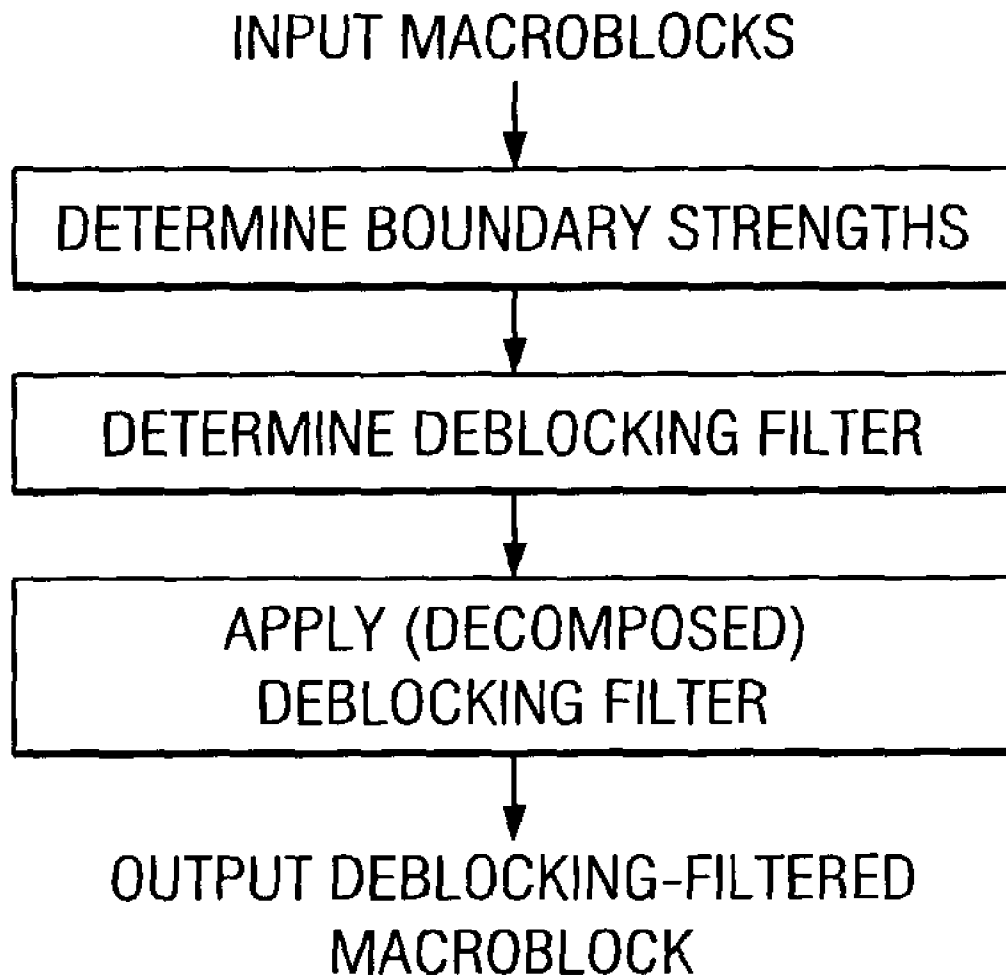 INPUT MACROBLOCKS
DETERMINE BOUNDARY STRENGTHS
DETERMINE DEBLOCKING FILTER
APPLY (DECOMPOSED)
DEBLOCKING FILTER
OUTPUT DEBLOCKING-FILTERED
MACROBLOCK